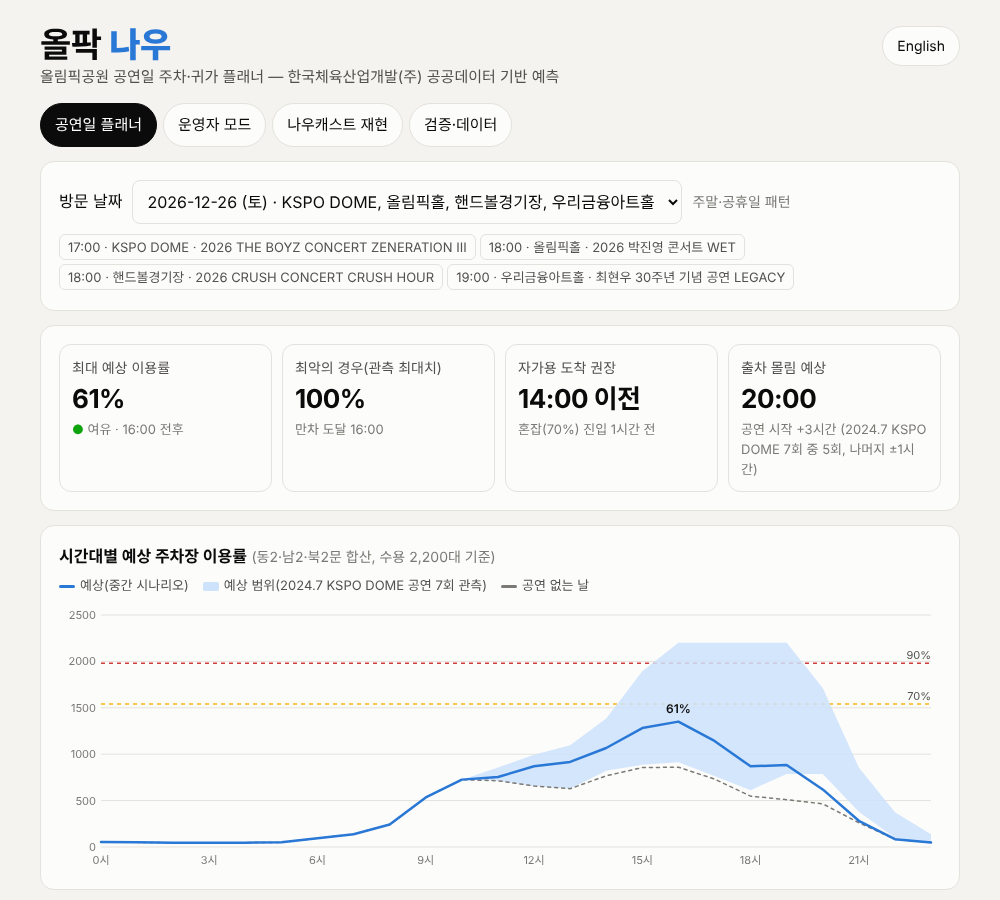 올팍 나우
English
올림픽공원 공연일 주차·귀가 플래너 — 한국체육산업개발(주) 공공데이터 기반 예측
공연일 플래너
운영자 모드
나우캐스트 재현
검증·데이터
방문 날짜
2026-12-26 (토) · KSPO DOME, 올림픽홀, 핸드볼경기장, 우리금융아트홀
주말·공휴일 패턴
17:00 · KSPO DOME · 2026 THE BOYZ CONCERT ZENERATION III
18:00 · 올림픽홀 · 2026 박진영 콘서트 WET
18:00 · 핸드볼경기장 · 2026 CRUSH CONCERT CRUSH HOUR
19:00 · 우리금융아트홀 · 최현우 30주년 기념 공연 LEGACY
최대 예상 이용률
61%
여유 · 16:00 전후
최악의 경우(관측 최대치)
100%
만차 도달 16:00
자가용 도착 권장
14:00 이전
혼잡(70%) 진입 1시간 전
출차 몰림 예상
20:00
공연 시작 +3시간 (2024.7 KSPO
DOME 7회 중 5회, 나머지 ±1시
간)
시간대별 예상 주차장 이용률 (동2·남2·북2문 합산, 수용 2,200대 기준)
예상(중간 시나리오)
예상 범위(2024.7 KSPO DOME 공연 7회 관측)
공연 없는 날
2500
2000
90%
70%
1500
61%
1000
500
0
0시
3시
6시
9시
12시
15시
18시
21시